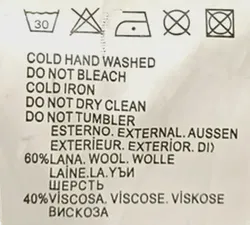 30
COLD HAND WASHED
DO NOT BLEACH
COLD IRON
DO NOT DRY CLEAN
DO NOT TUMBLER
ESTERNO. EXTERNAL. AUSSEN
EXTERIEUR. EXTERIOR. DI)
60%LANA. WOOL. WOLLE
LAINE.LA.YЪИ
ШЕРСТЬ
40%VISCOSA. VISCOSE. VISKOSE
ВИСКОЗА